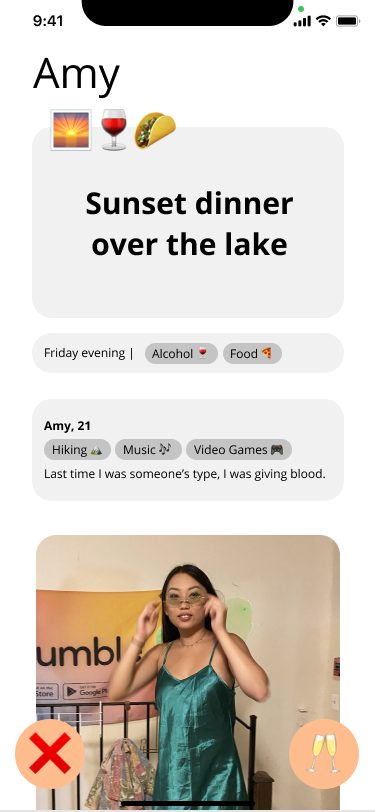 9:41
Amy
Sunset dinner
over the lake
Friday evening | Alcohol 🍷 Food 🍕
Amy, 21
Hiking 🏔️ Music 🎶 Video Games 🎮
Last time I was someone’s type, I was giving blood.
umbl
Store
Google Pl